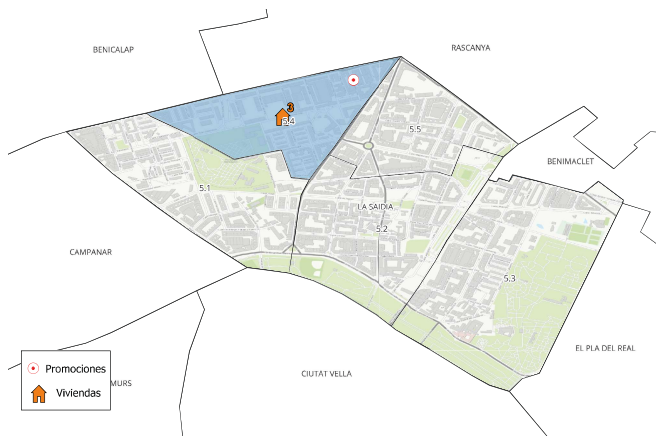 BENICALAP
RASCANYA
3
5.4
5.5
BENIMACLET
5.1
LA SAIDIA
5.2
CAMPANAR
5.3
EL PLA DEL REAL
CIUTAT VELLA
Promociones
Viviendas
MURS